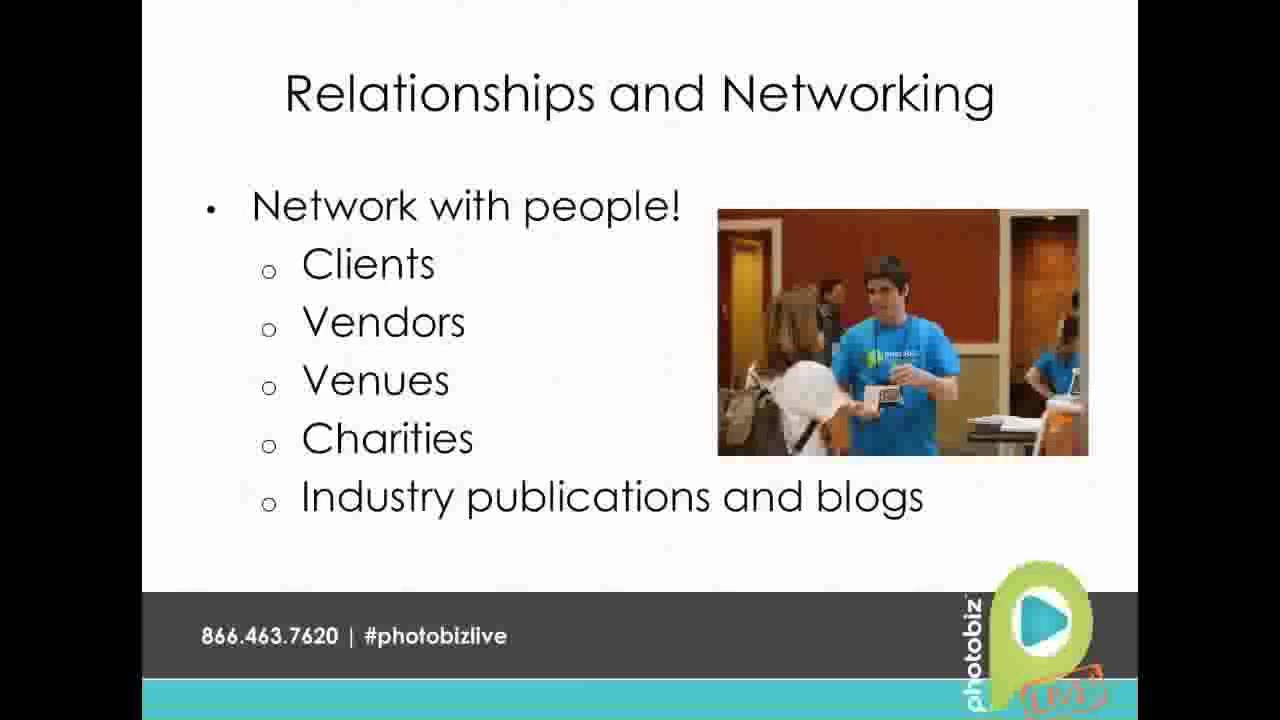 Relationships and Networking
• Network with people!
o Clients
o Vendors
o Venues
o Charities
o Industry publications and blogs
866.463.7620 | #photobizlive
photobiz
LIVE